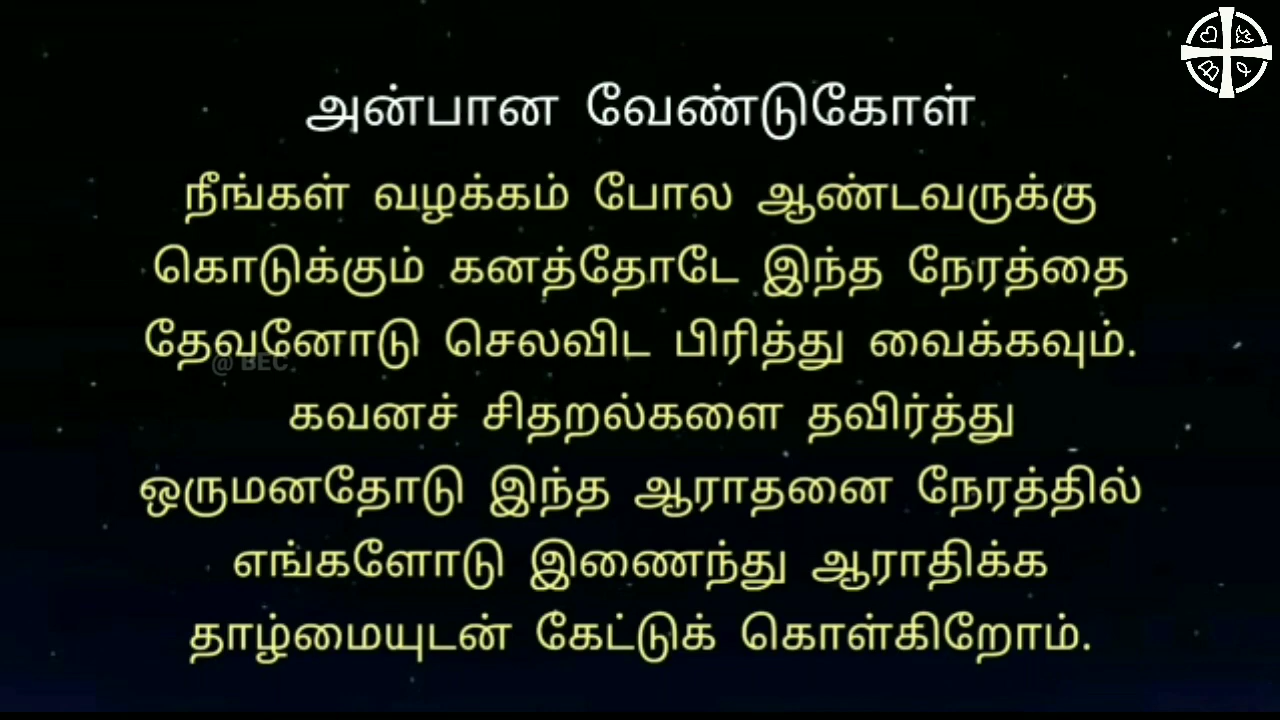 அன்பான வேண்டுகோள்
நீங்கள் வழக்கம் போல ஆண்டவருக்கு
கொடுக்கும் கனத்தோடே இந்த நேரத்தை
தேவனோடு செலவிட பிரித்து வைக்கவும்.
@ BEC
கவனச் சிதறல்களை தவிர்த்து
ஒருமனதோடு இந்த ஆராதனை நேரத்தில்
எங்களோடு இணைந்து ஆராதிக்க
தாழ்மையுடன் கேட்டுக் கொள்கிறோம்.